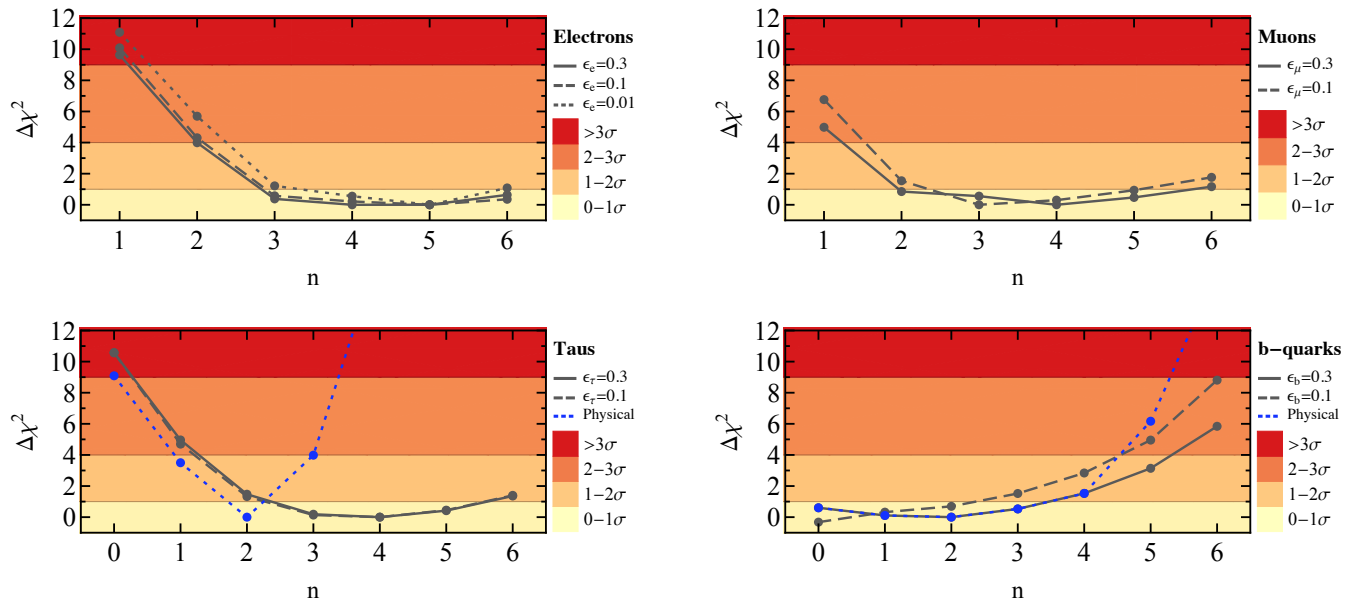 12
10
8
6
4
2
0
Δχ²
1 2 3 4 5 6
n
Electrons
ϵe=0.3
ϵe=0.1
ϵe=0.01
>3σ
2−3σ
1−2σ
0−1σ
12
10
8
6
4
2
0
Δχ²
1 2 3 4 5 6
n
Muons
ϵμ=0.3
ϵμ=0.1
>3σ
2−3σ
1−2σ
0−1σ
12
10
8
6
4
2
0
Δχ²
0 1 2 3 4 5 6
n
Taus
ϵτ=0.3
ϵτ=0.1
Physical
>3σ
2−3σ
1−2σ
0−1σ
12
10
8
6
4
2
0
Δχ²
0 1 2 3 4 5 6
n
b−quarks
ϵb=0.3
ϵb=0.1
Physical
>3σ
2−3σ
1−2σ
0−1σ